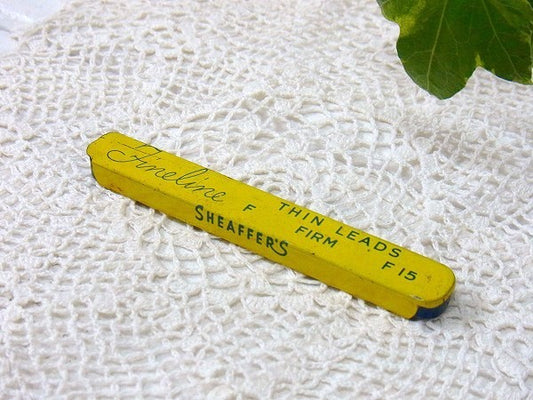 Fineline
THIN LEADS
F FIRM F15
SHEAFFER'S